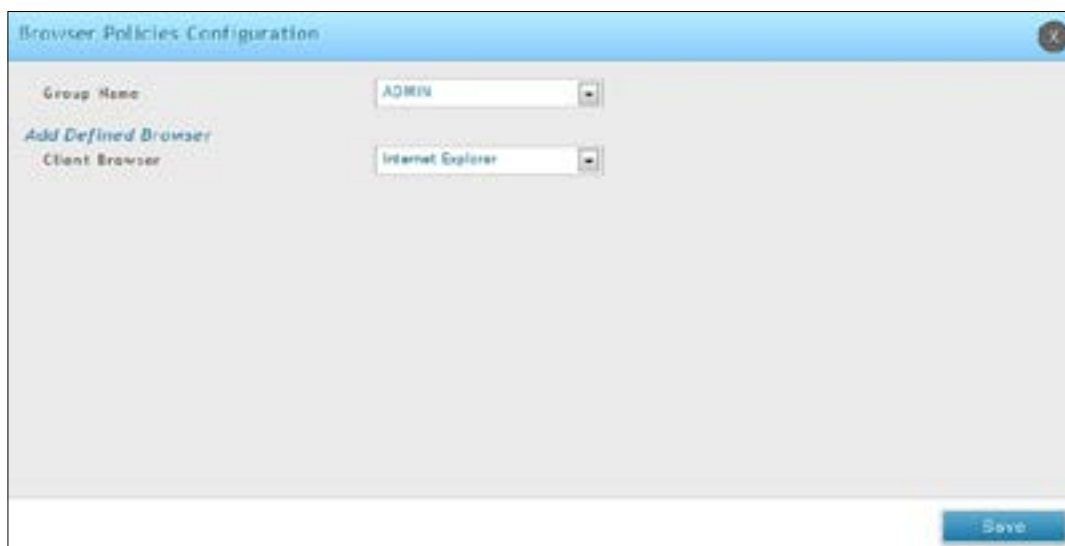 Browser Policies Configuration
X
Group Name
ADMIN
Add Defined Browser
Client Browser
Internet Explorer
Save